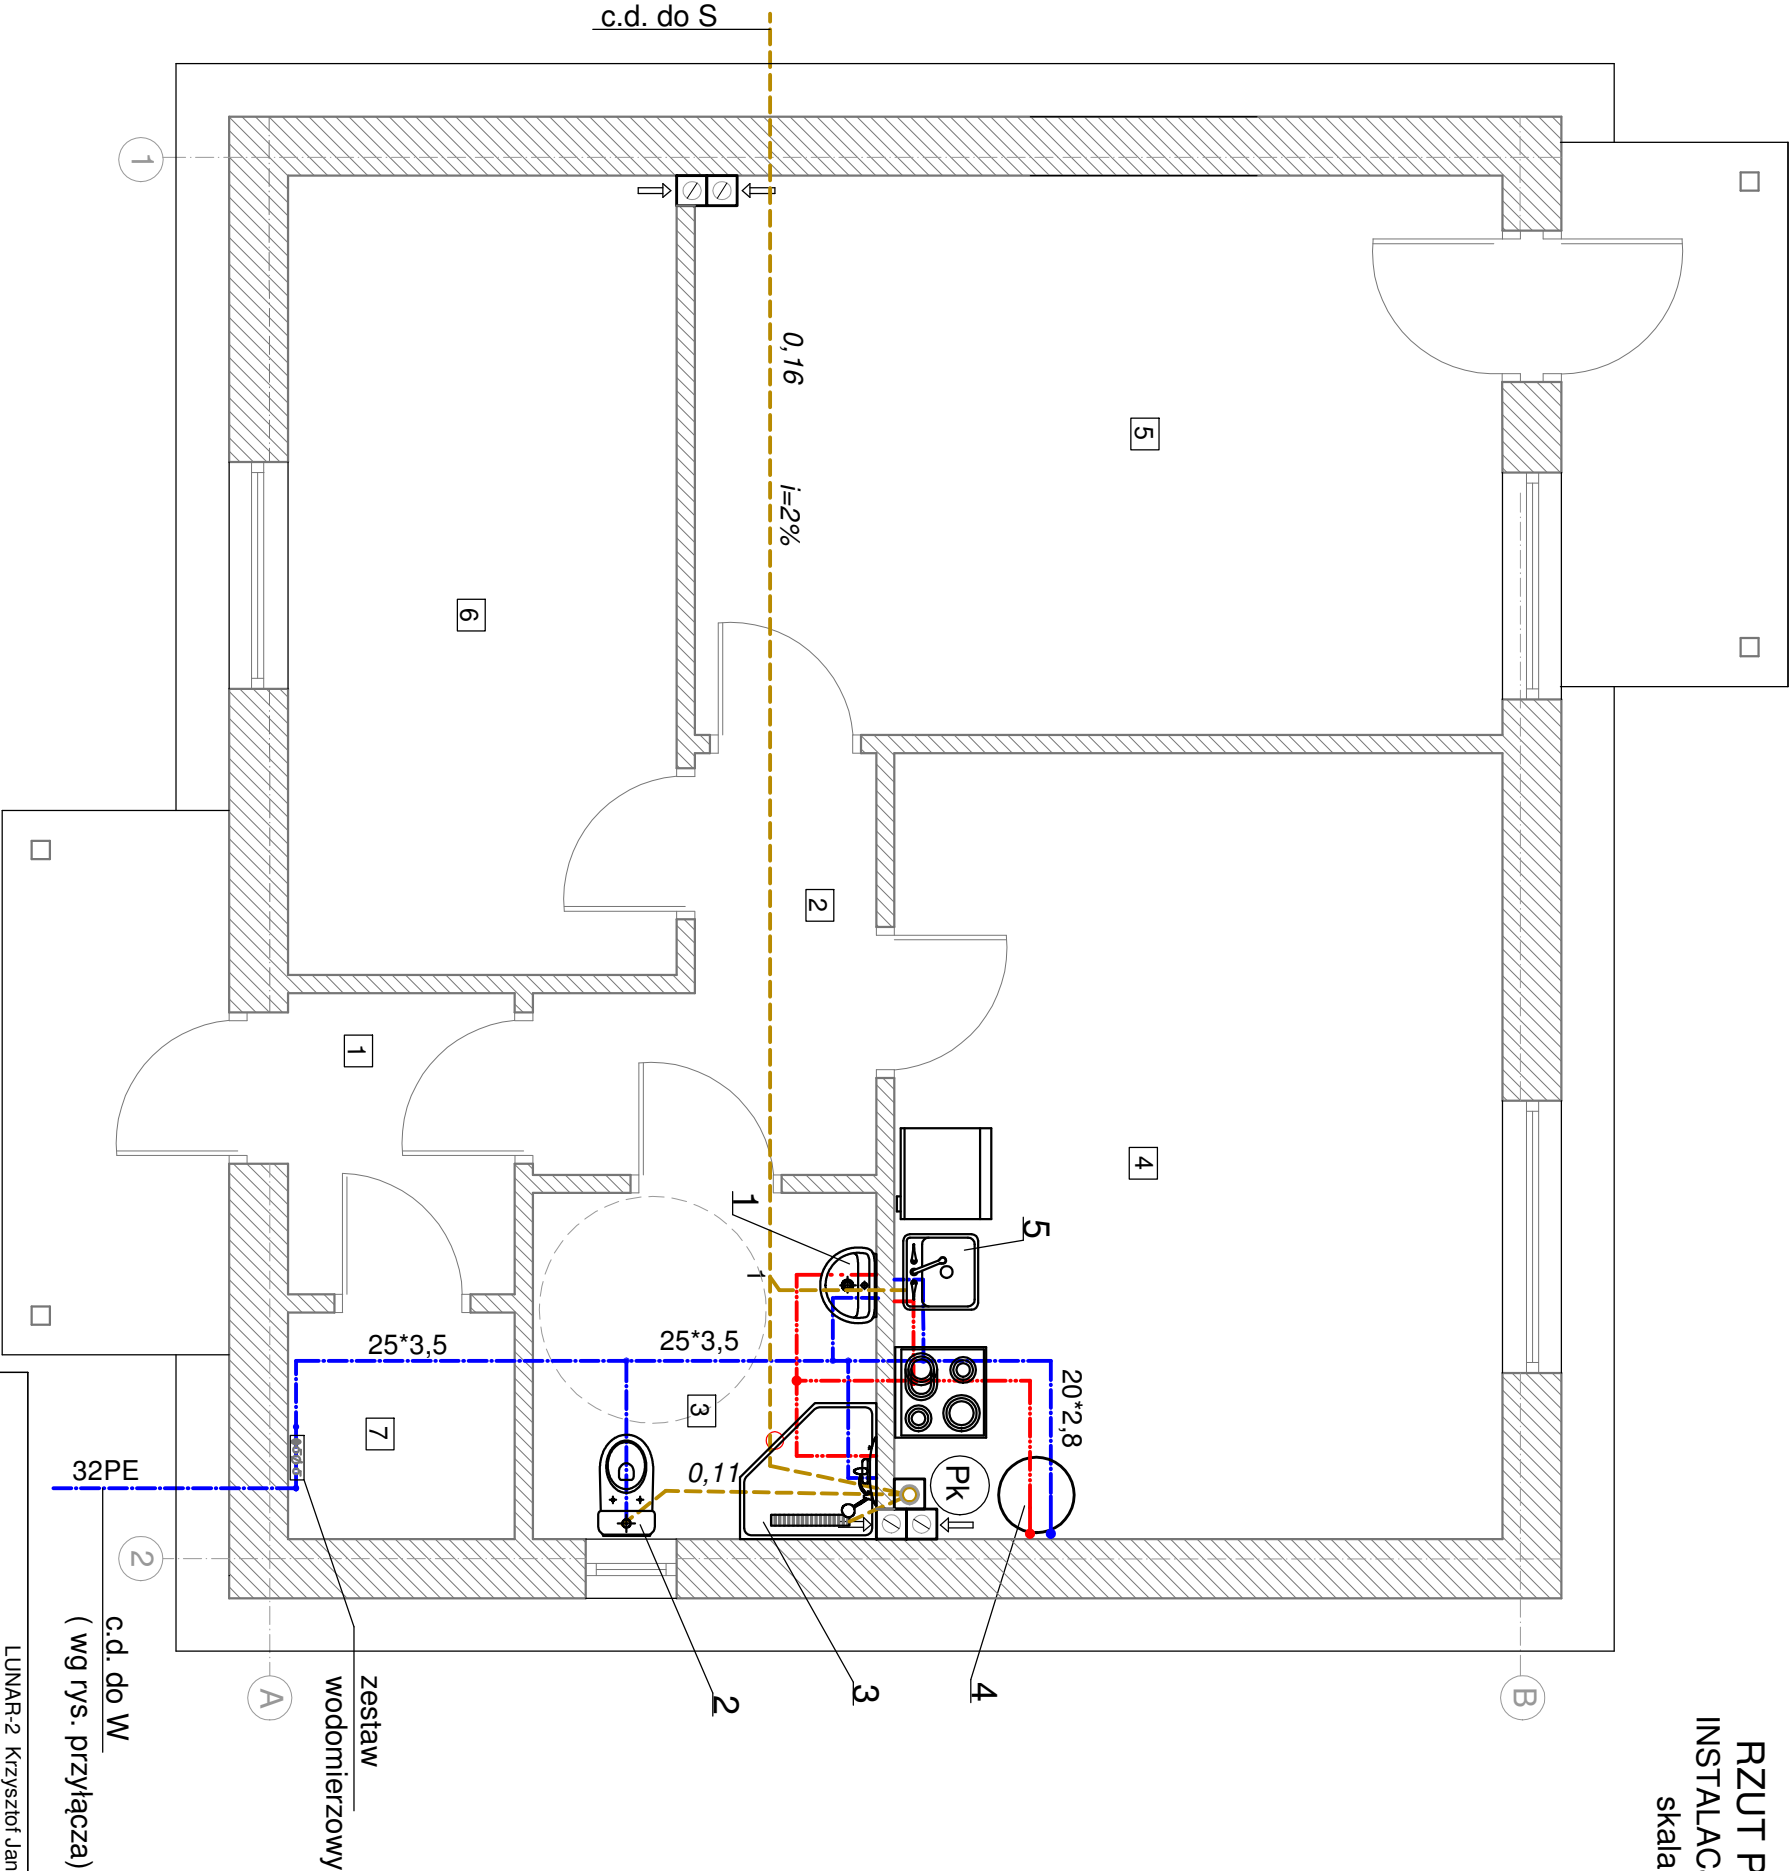 c.d. do S
1
0,16
i=2%
5
6
2
1
4
1
5
1
25*3,5
25*3,5
20*2,8
3
7
0,11
Pk
32PE
2
A
B
2
3
4
c.d. do W
( wg rys. przyłącza)
zestaw
wodomierzowy
LUNAR-2 Krzysztof Jan
RZUT P
INSTALAC
skala